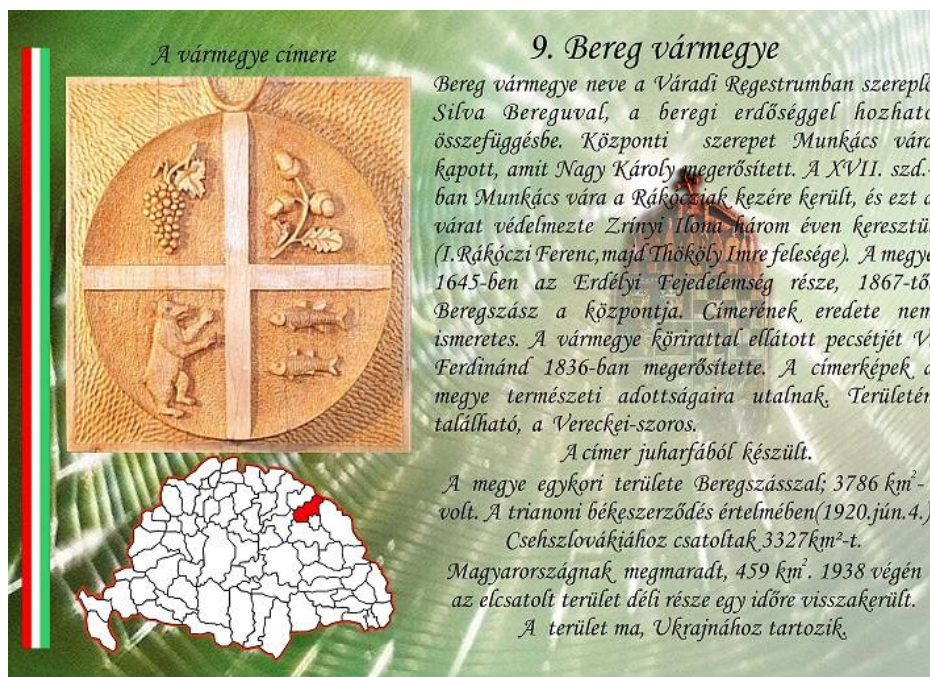 A vármegye címere
9. Bereg vármegye
Bereg vármegye neve a Váradi Regestrumban szereplő
Silva Bereguval, a beregi erdőséggel hozható
összefüggésbe. Központi szerepet Munkács vára
kapott, amit Nagy Károly megerősített. A XVII. szd.-
ban Munkács vára a Rákócziak kezére került, és ezt a
várat védelmezte Zrínyi Ilona három éven keresztül
(I.Rákóczi Ferenc,majd Thököly Imre felesége). A megye
1645-ben az Erdélyi Fejedelemség része, 1867-től
Beregszász a központja. Címerének eredete nem
ismeretes. A vármegye körirattal ellátott pecsétjét V.
Ferdinánd 1836-ban megerősítette. A címerképek a
megye természeti adottságaira utalnak. Területén
található, a Vereckei-szoros.
A címer juharfából készült.
A megye egykori területe Beregszásszal; 3786 km²-
volt. A trianoni békeszerződés értelmében(1920.jún.4.)
Csehszlovákiához csatoltak 3327km²-t.
Magyarországnak megmaradt, 459 km². 1938 végén
az elcsatolt terület déli része egy időre visszakerült.
A terület ma, Ukrajnához tartozik.